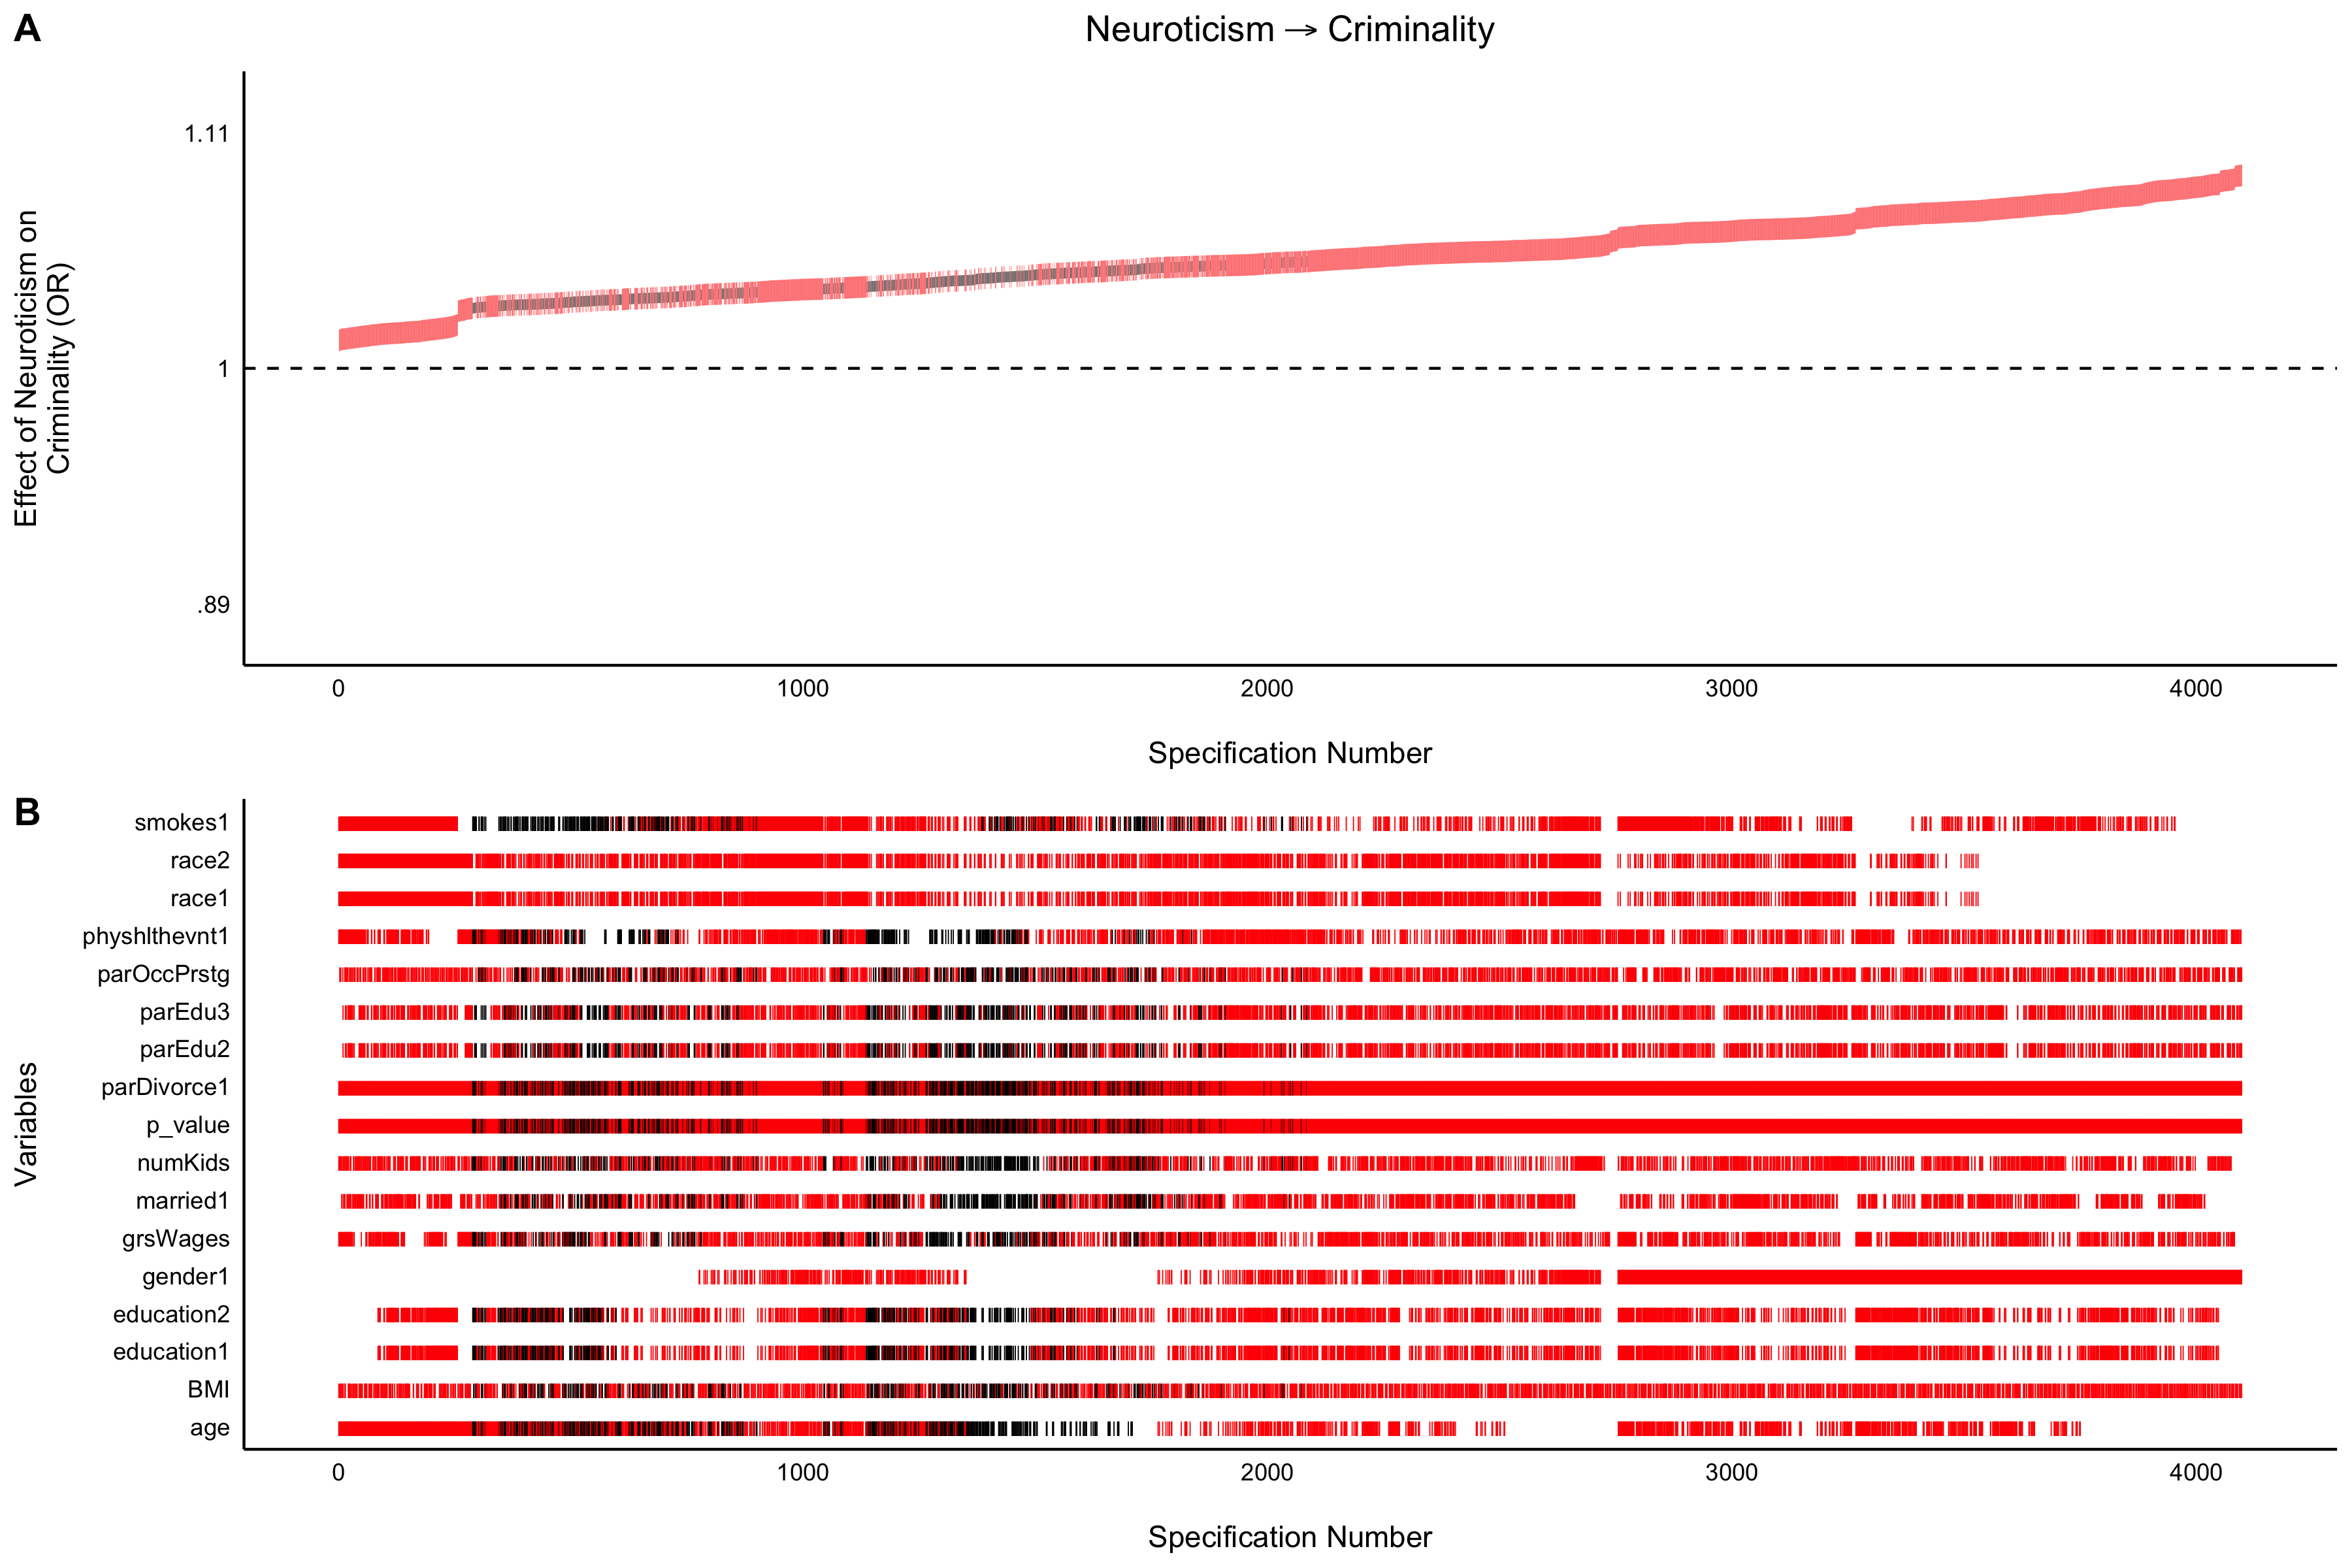 A
Neuroticism → Criminality
Effect of Neuroticism on
Criminality (OR)
1.11
1
.89
0 1000 2000 3000 4000
Specification Number
B
Variables
smokes1
race2
race1
physhlthevnt1
parOccPrstg
parEdu3
parEdu2
parDivorce1
p_value
numKids
married1
grsWages
gender1
education2
education1
BMI
age
0 1000 2000 3000 4000
Specification Number